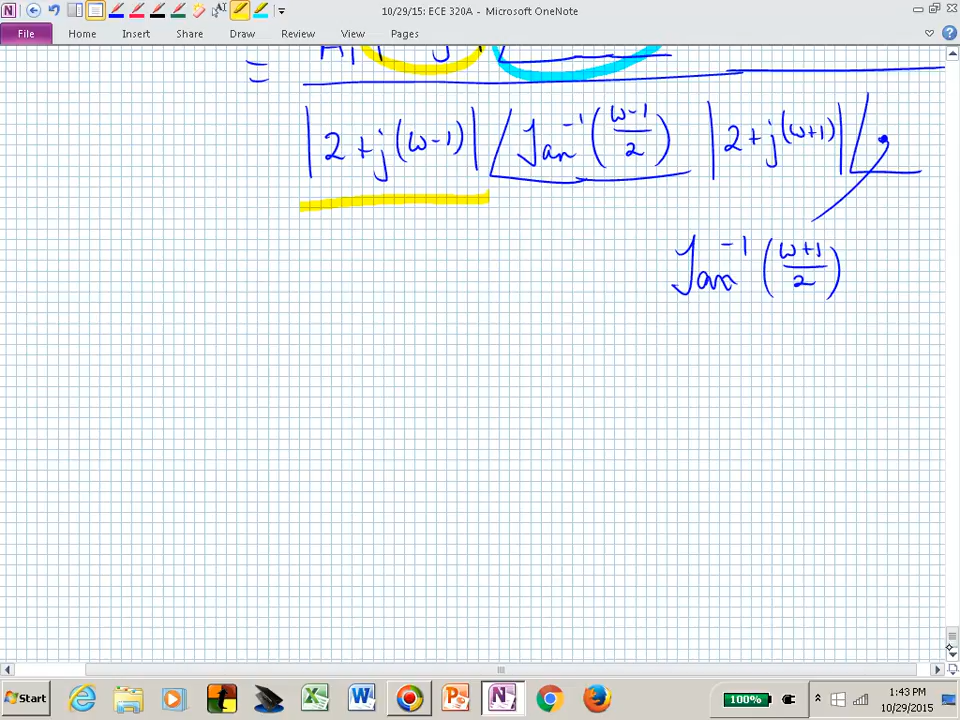 10/29/15: ECE 320A - Microsoft OneNote
File Home Insert Share Draw Review View Pages
=
|2+j(ω-1)| ∠Tan⁻¹(ω-1/2) |2+j(ω+1)| ∠
Tan⁻¹(ω+1/2)
Start
100%
1:43 PM
10/29/2015